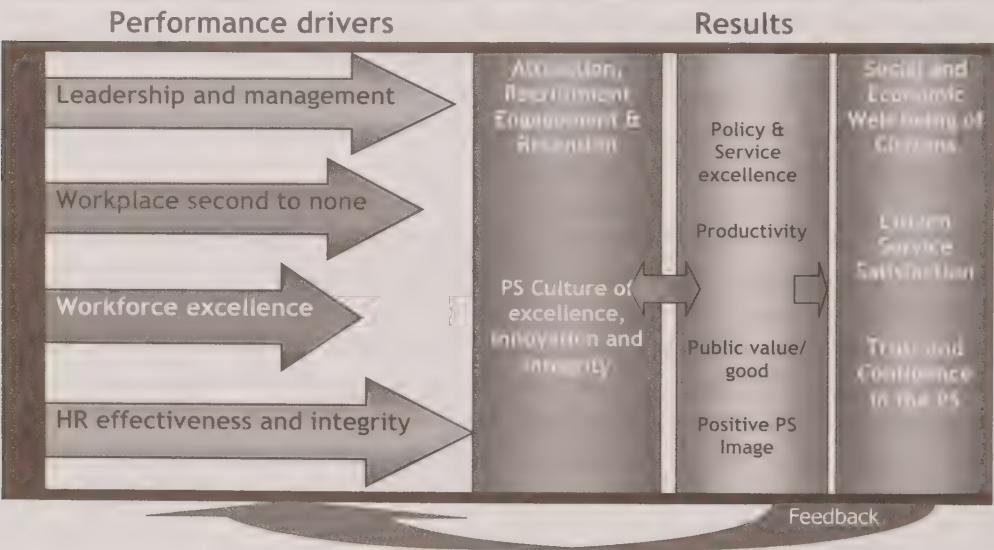 Performance drivers
Results
Leadership and management
Workplace second to none
Workforce excellence
HR effectiveness and integrity
Attraction,
Recruitment
Engagement &
Retention
PS Culture of
excellence,
innovation and
integrity
Policy &
Service
excellence
Productivity
Public value/
good
Positive PS
Image
Social and
Economic
Well-being of
Citizens
Citizen
Service
Satisfaction
Trust and
Confidence
in the PS
Feedback